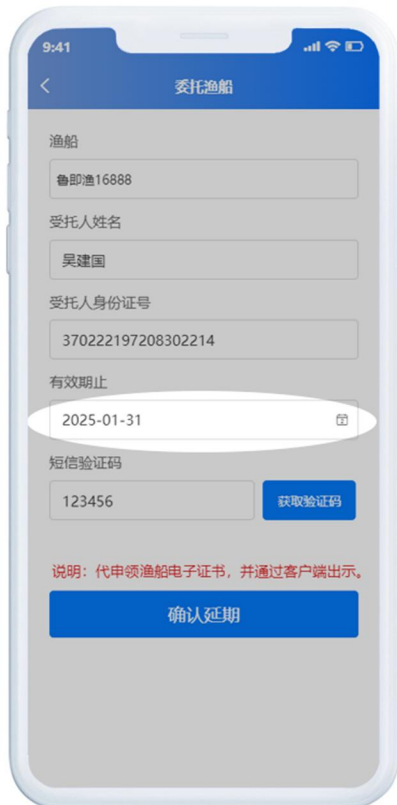 9:41
委托渔船
渔船
鲁即渔16888
受托人姓名
吴建国
受托人身份证号
370222197208302214
有效期止
2025-01-31
短信验证码
123456
获取验证码
说明：代申领渔船电子证书，并通过客户端出示。
确认延期